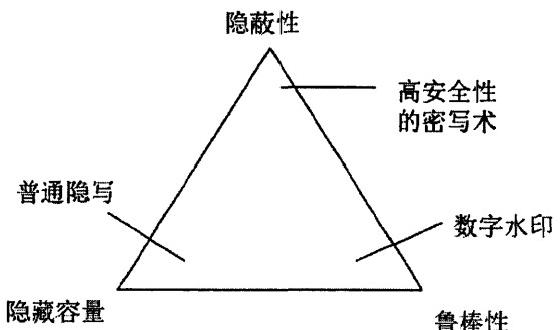 隐蔽性
高安全性
的密写术
普通隐写
数字水印
隐藏容量
鲁棒性